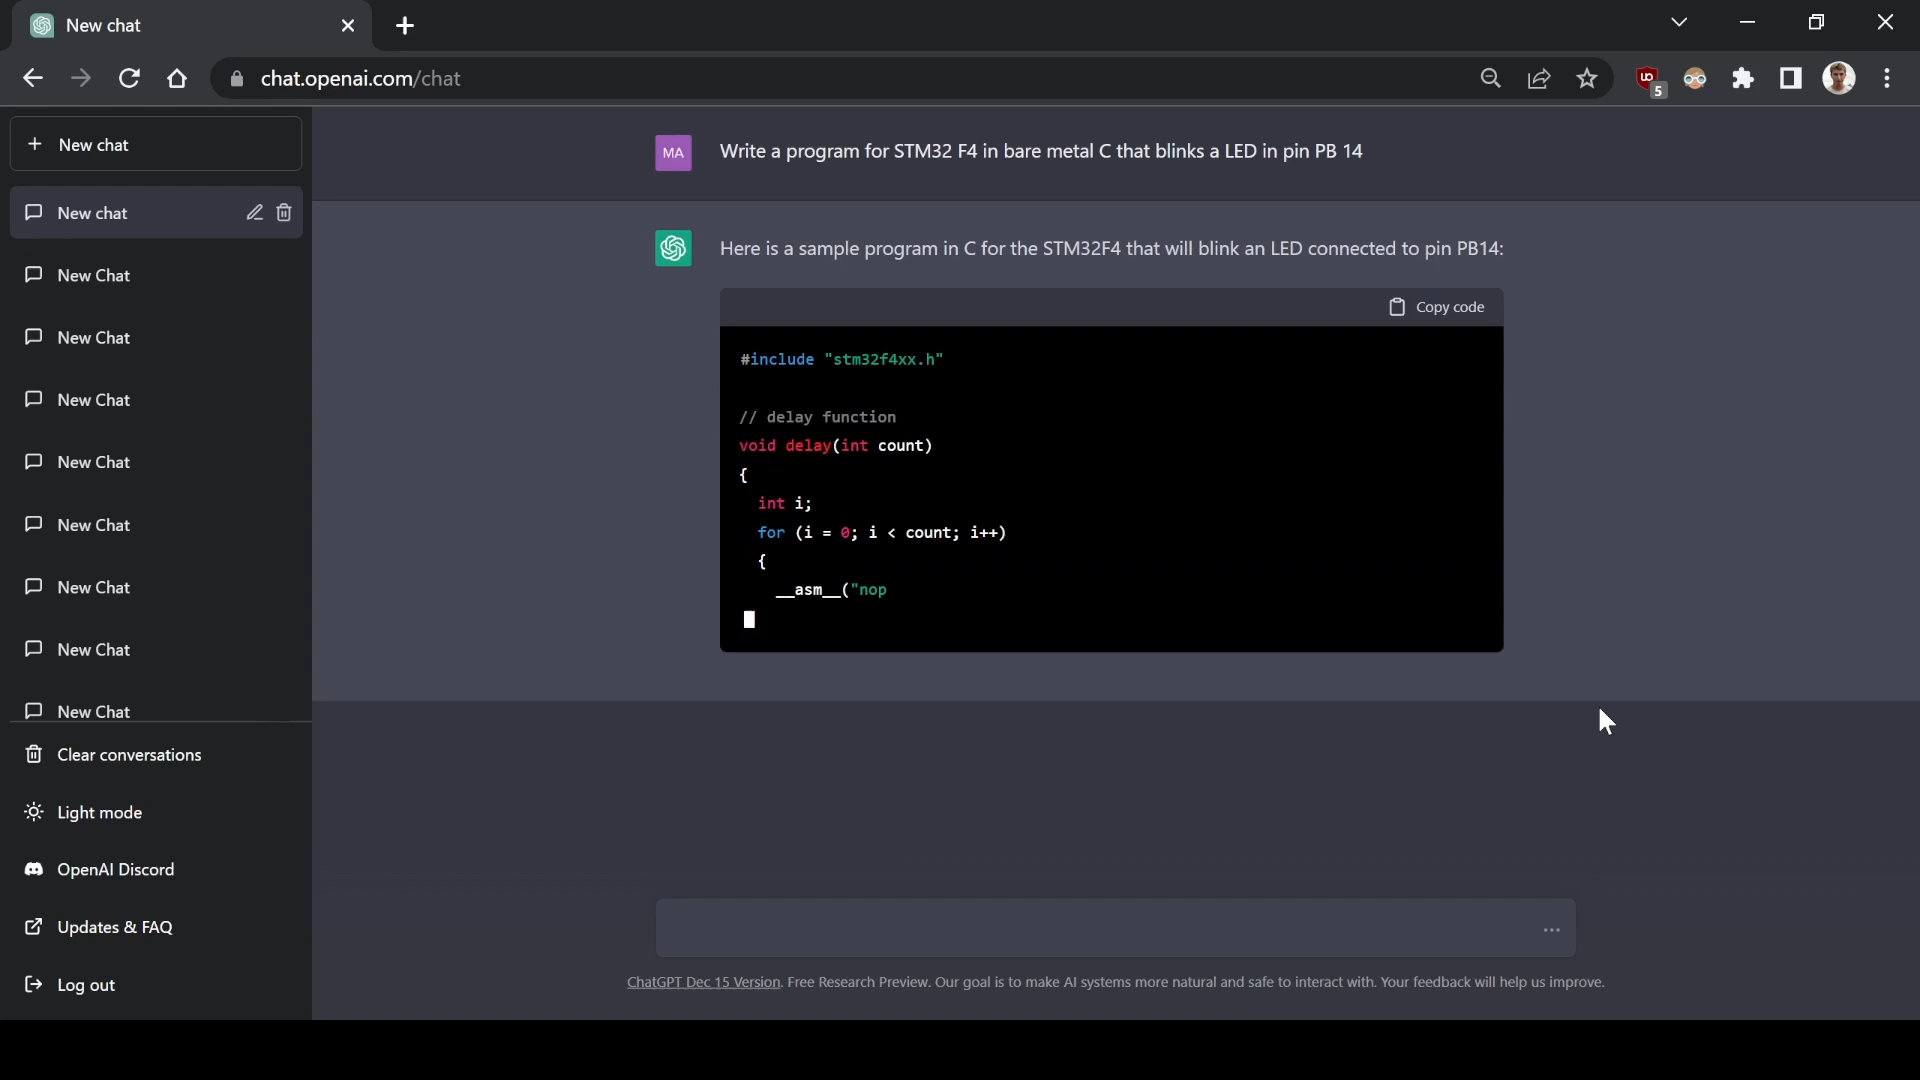 New chat
chat.openai.com/chat
5
New chat
New chat
New Chat
New Chat
New Chat
New Chat
New Chat
New Chat
New Chat
New Chat
Clear conversations
Light mode
OpenAI Discord
Updates & FAQ
Log out
MA
Write a program for STM32 F4 in bare metal C that blinks a LED in pin PB 14
Here is a sample program in C for the STM32F4 that will blink an LED connected to pin PB14:
Copy code
#include "stm32f4xx.h"
// delay function
void delay(int count)
{
int i;
for (i = 0; i < count; i++)
{
__asm__("nop
ChatGPT Dec 15 Version. Free Research Preview. Our goal is to make AI systems more natural and safe to interact with. Your feedback will help us improve.